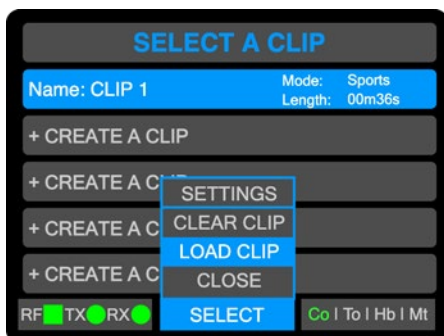 SELECT A CLIP
Name: CLIP 1
Mode: Sports
Length: 00m36s
+ CREATE A CLIP
+ CREATE A C
+ CREATE A C
+ CREATE A C
SETTINGS
CLEAR CLIP
LOAD CLIP
CLOSE
RF TX RX
SELECT
Co | To | Hb | Mt